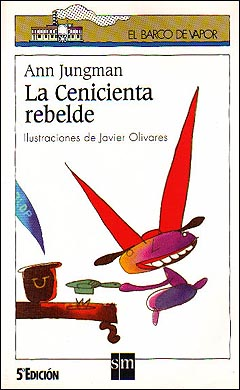 EL BARCO DE VAPOR
Ann Jungman
La Cenicienta
rebelde
Ilustraciones de Javier Olivares
5ª EDICIÓN
sm